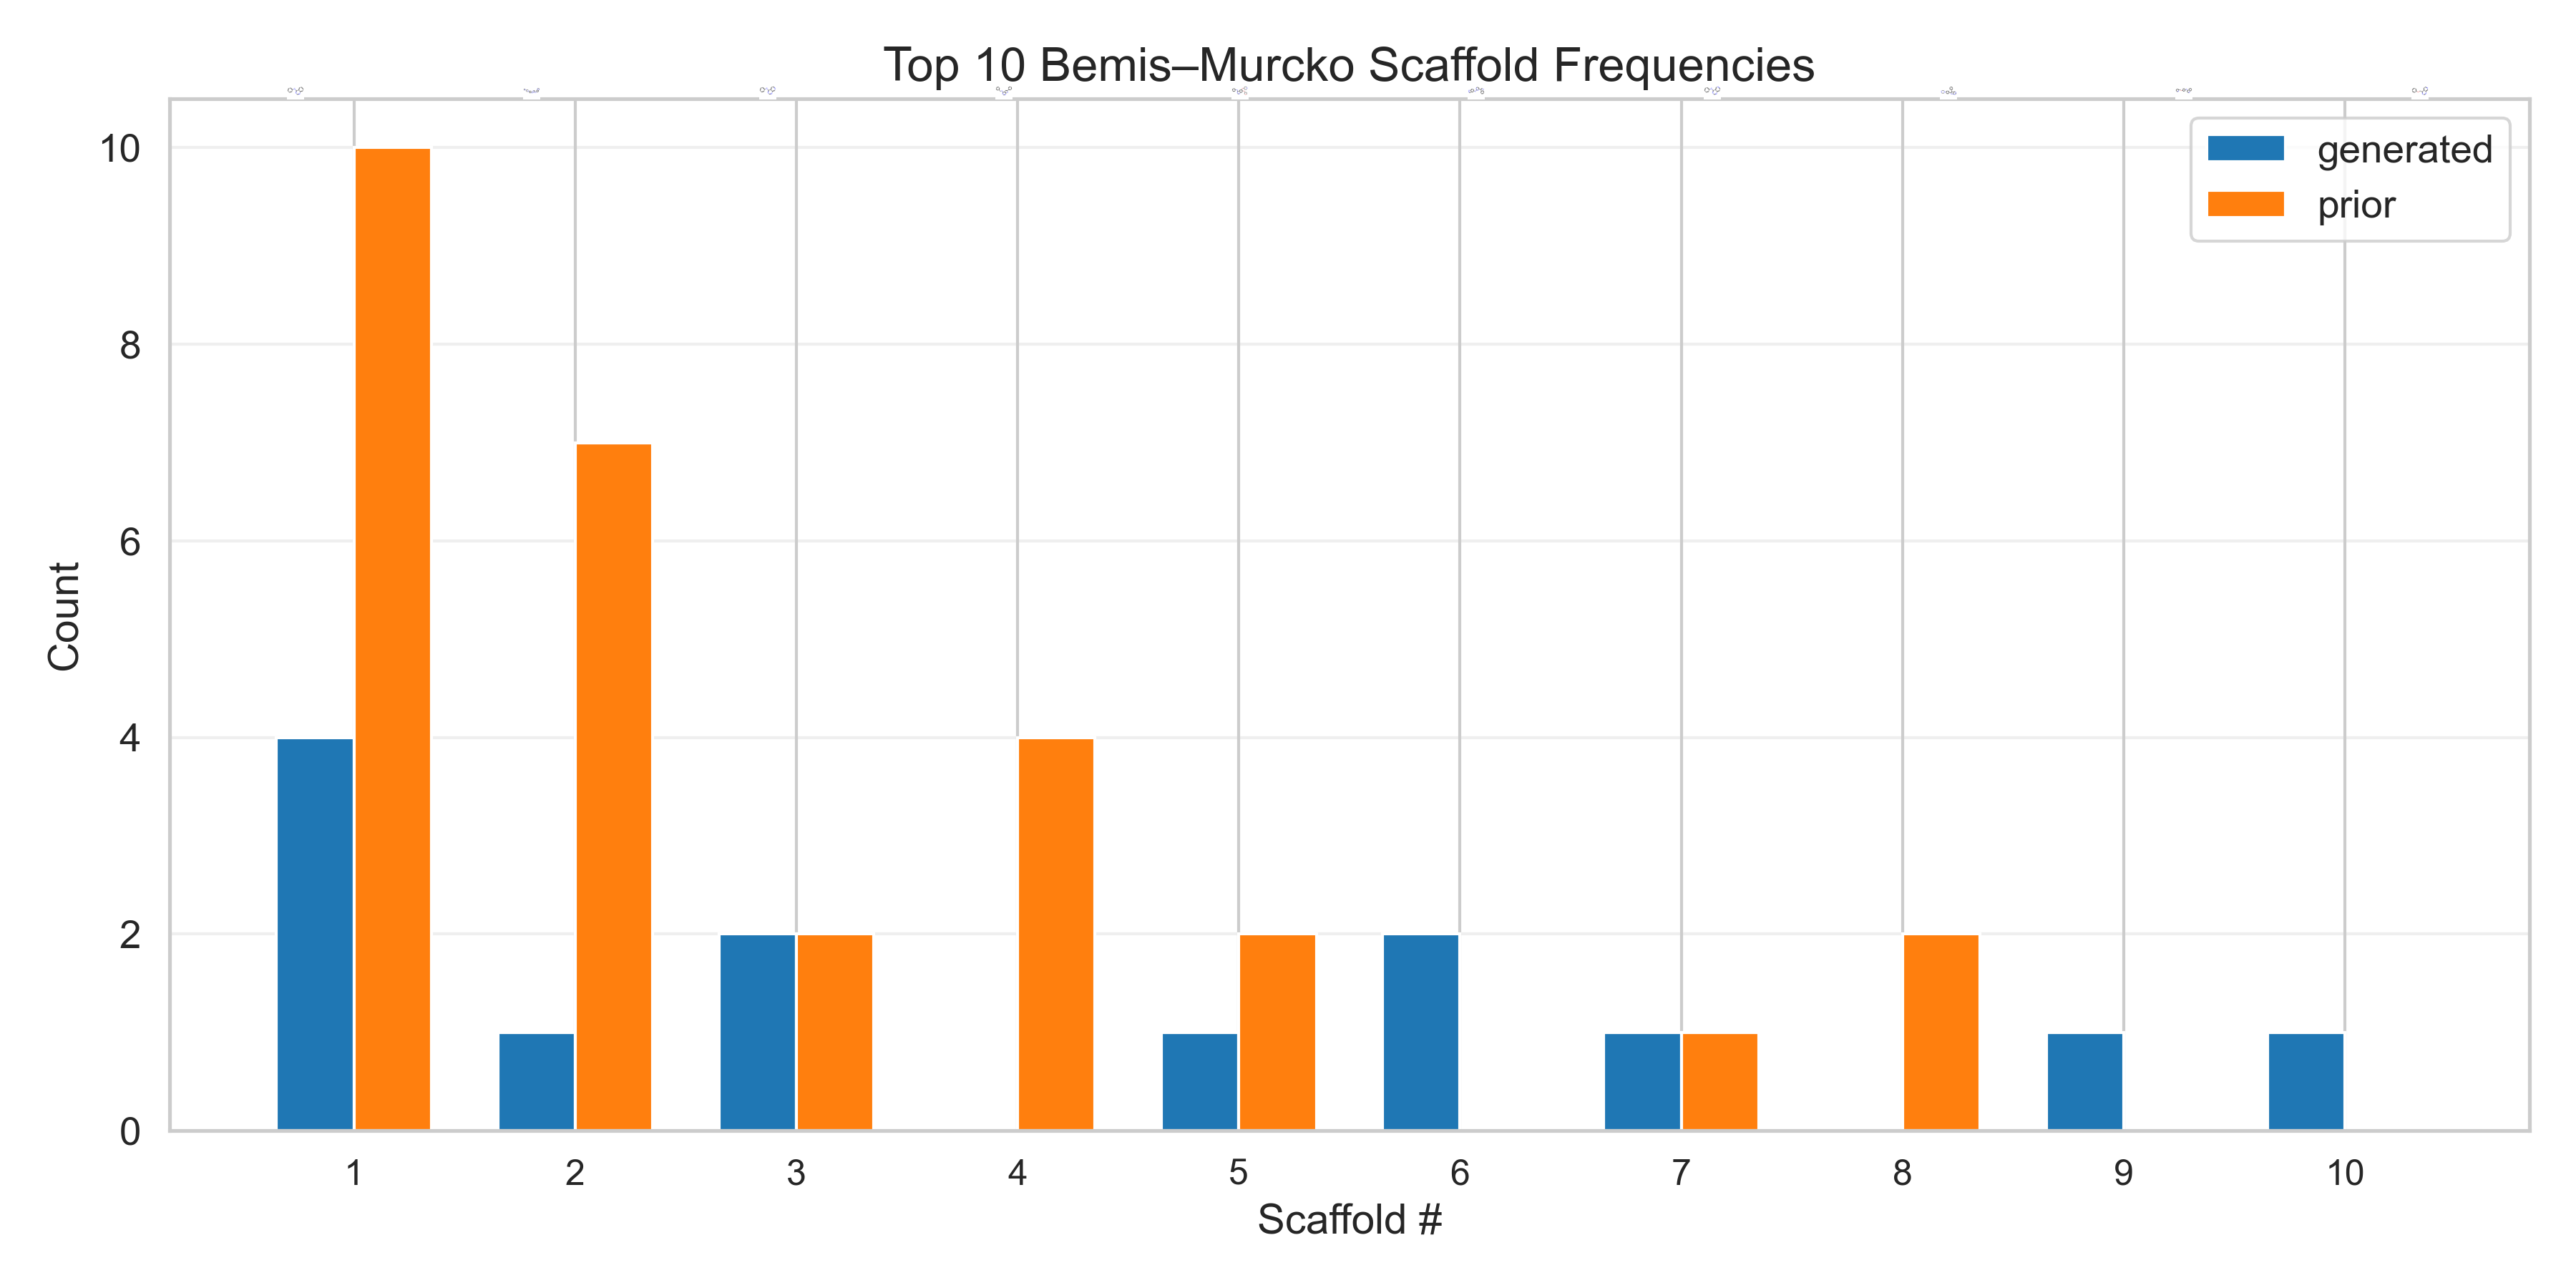 Top 10 Bemis–Murcko Scaffold Frequencies
generated
prior
10
8
6
4
2
0
Count
1 2 3 4 5 6 7 8 9 10
Scaffold #